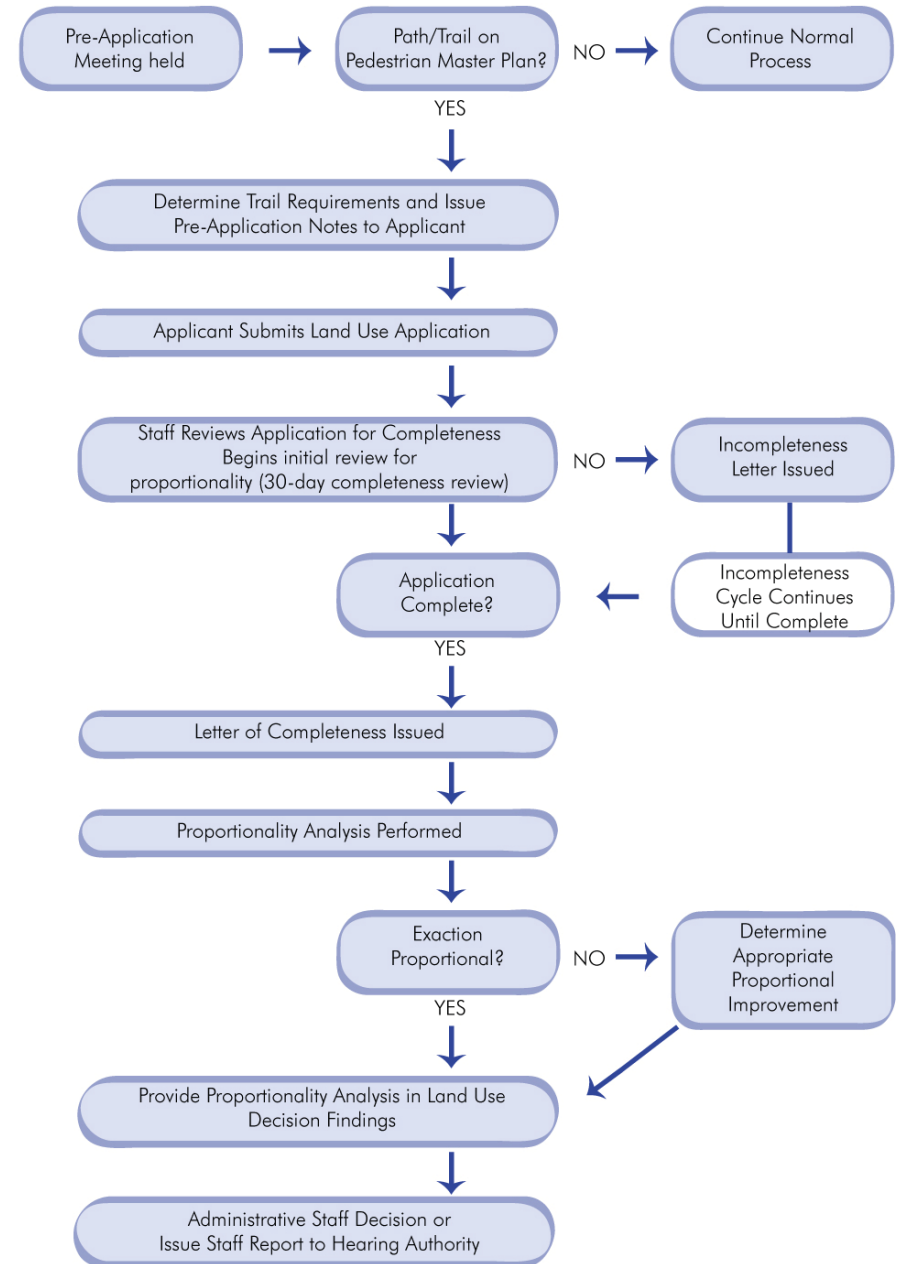 Pre-Application
Meeting held
Path/Trail on
Pedestrian Master Plan?
NO
Continue Normal
Process
YES
Determine Trail Requirements and Issue
Pre-Application Notes to Applicant
Applicant Submits Land Use Application
Staff Reviews Application for Completeness
Begins initial review for
proportionality (30-day completeness review)
NO
Incompleteness
Letter Issued
Application
Complete?
Incompleteness
Cycle Continues
Until Complete
YES
Letter of Completeness Issued
Proportionality Analysis Performed
Exaction
Proportional?
NO
Determine
Appropriate
Proportional
Improvement
YES
Provide Proportionality Analysis in Land Use
Decision Findings
Administrative Staff Decision or
Issue Staff Report to Hearing Authority